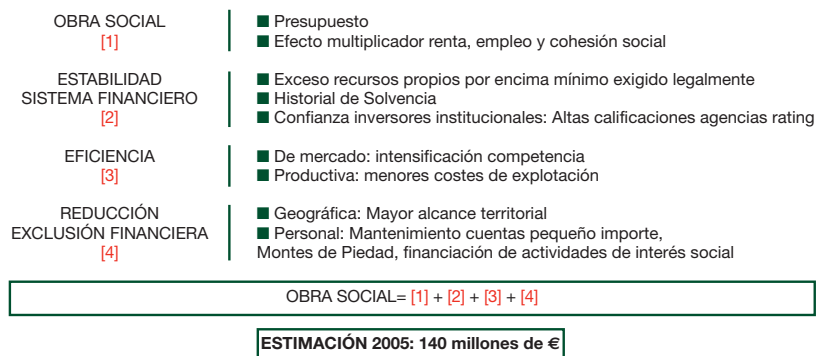 OBRA SOCIAL
[1]
■ Presupuesto
■ Efecto multiplicador renta, empleo y cohesión social
ESTABILIDAD
SISTEMA FINANCIERO
[2]
■ Exceso recursos propios por encima mínimo exigido legalmente
■ Historial de Solvencia
■ Confianza inversores institucionales: Altas calificaciones agencias rating
EFICIENCIA
[3]
■ De mercado: intensificación competencia
■ Productiva: menores costes de explotación
REDUCCIÓN
EXCLUSIÓN FINANCIERA
[4]
■ Geográfica: Mayor alcance territorial
■ Personal: Mantenimiento cuentas pequeño importe,
Montes de Piedad, financiación de actividades de interés social
OBRA SOCIAL= [1] + [2] + [3] + [4]
ESTIMACIÓN 2005: 140 millones de €